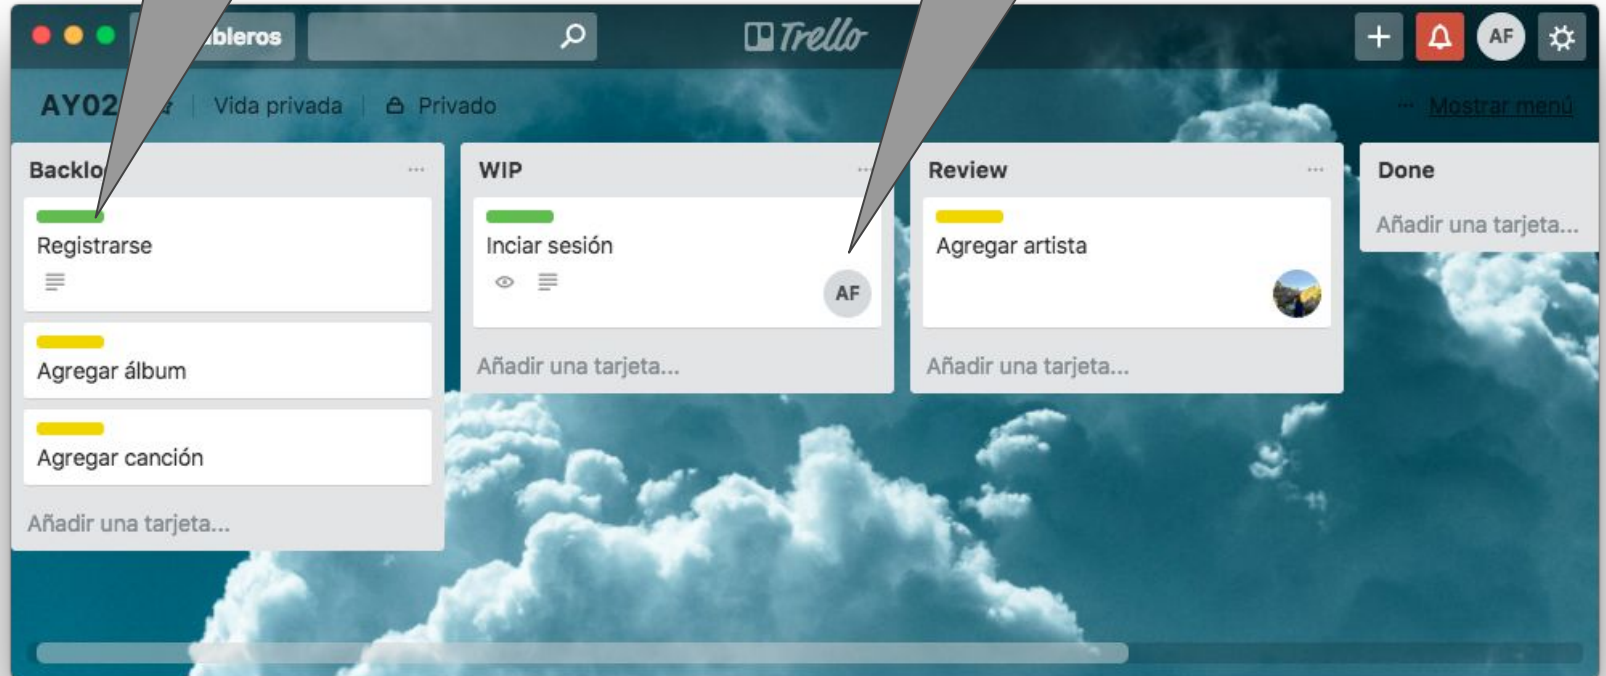 bleros
Trello
AF
AY02
Vida privada
Privado
Mostrar menú
Backlo
Registrarse
Agregar álbum
Agregar canción
Añadir una tarjeta...
WIP
Inciar sesión
AF
Añadir una tarjeta...
Review
Agregar artista
Añadir una tarjeta...
Done
Añadir una tarjeta...